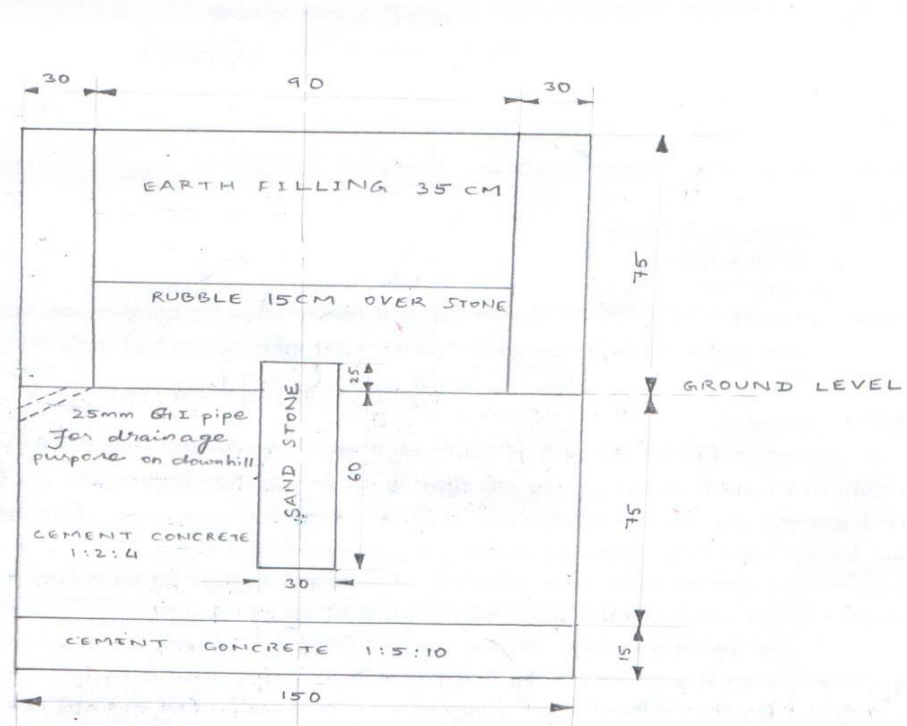 30
90
30
EARTH FILLING 35 CM
75
RUBBLE 15CM OVER STONE
25
GROUND LEVEL
25mm GI pipe
for drainage
purpose on downhill
SAND STONE
60
75
CEMENT CONCRETE
1:2:4
30
CEMENT CONCRETE 1:5:10
15
150